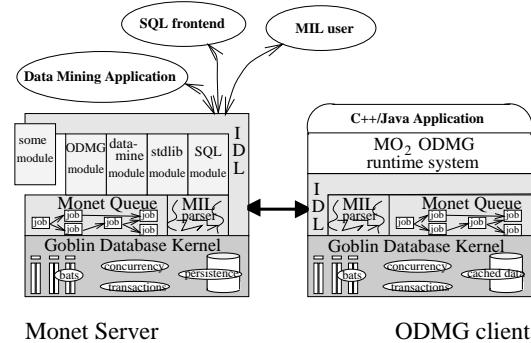 SQL frontend
MIL user
Data Mining Application
some
module
ODMG
module
data-
mine
module
stdlib
module
SQL
module
I
D
L
Monet Queue
job
job
job
job
job
job
MIL
parser
Goblin Database Kernel
bats
concurrency
transactions
persistence
Monet Server
C++/Java Application
MO2 ODMG
runtime system
I
D
L
MIL
parser
Monet Queue
job
job
job
job
job
job
Goblin Database Kernel
bats
concurrency
transactions
cached data
ODMG client